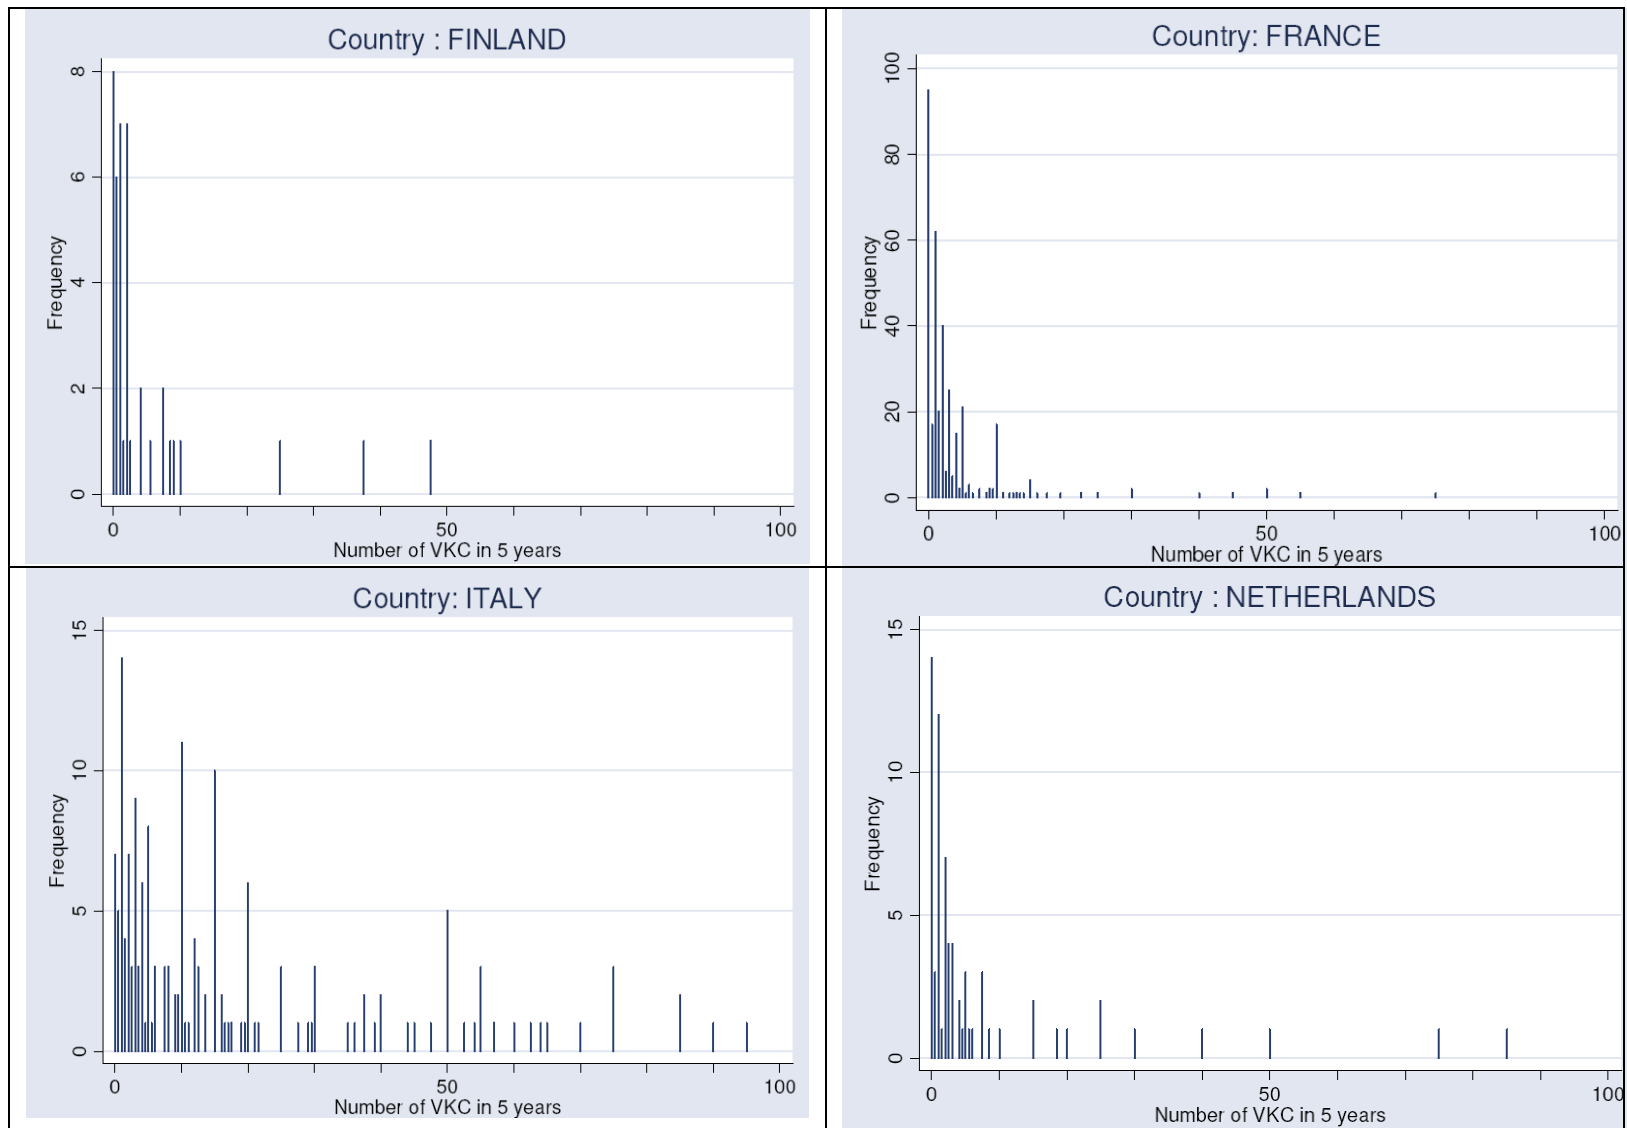 Country : FINLAND
8
6
4
2
0
Frequency
0 50 100
Number of VKC in 5 years
Country: FRANCE
100
80
60
40
20
0
Frequency
0 50 100
Number of VKC in 5 years
Country: ITALY
15
10
5
0
Frequency
0 50 100
Number of VKC in 5 years
Country : NETHERLANDS
15
10
5
0
Frequency
0 50 100
Number of VKC in 5 years